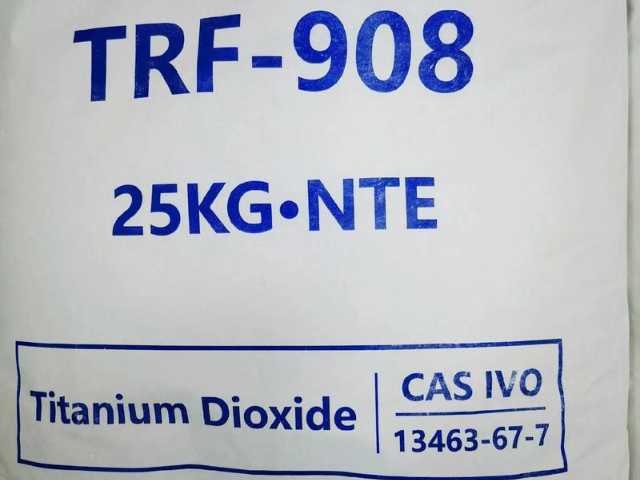 TRF-908
25KG•NTE
Titanium Dioxide
CAS IVO
13463-67-7